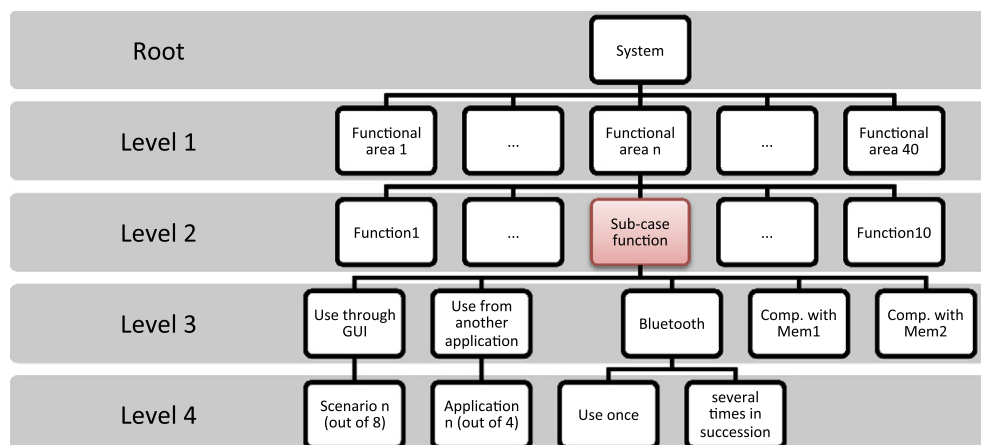 Root
System
Level 1
Functional
area 1
...
Functional
area n
...
Functional
area 40
Level 2
Function1
...
Sub-case
function
...
Function10
Level 3
Use through
GUI
Use from
another
application
Bluetooth
Comp. with
Mem1
Comp. with
Mem2
Level 4
Scenario n
(out of 8)
Application
n (out of 4)
Use once
several
times in
succession